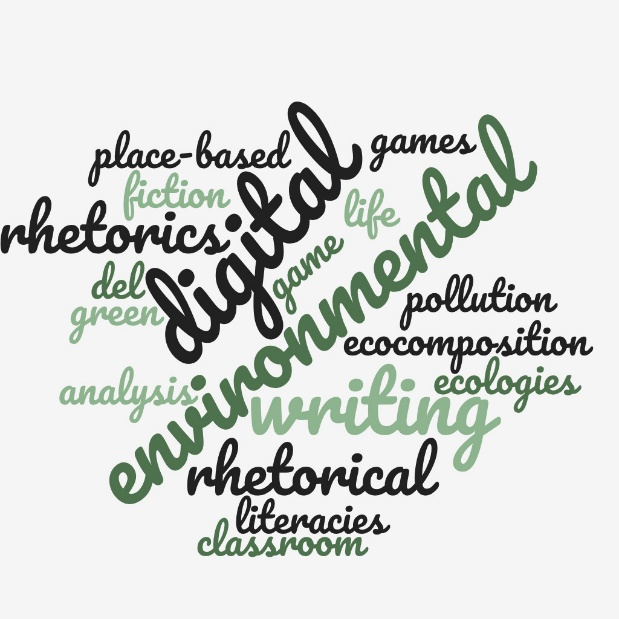 place-based
games
digital
fiction
life
rhetorics
environmental
game
del
green
pollution
ecocomposition
ecologies
analysis
writing
rhetorical
literacies
classroom